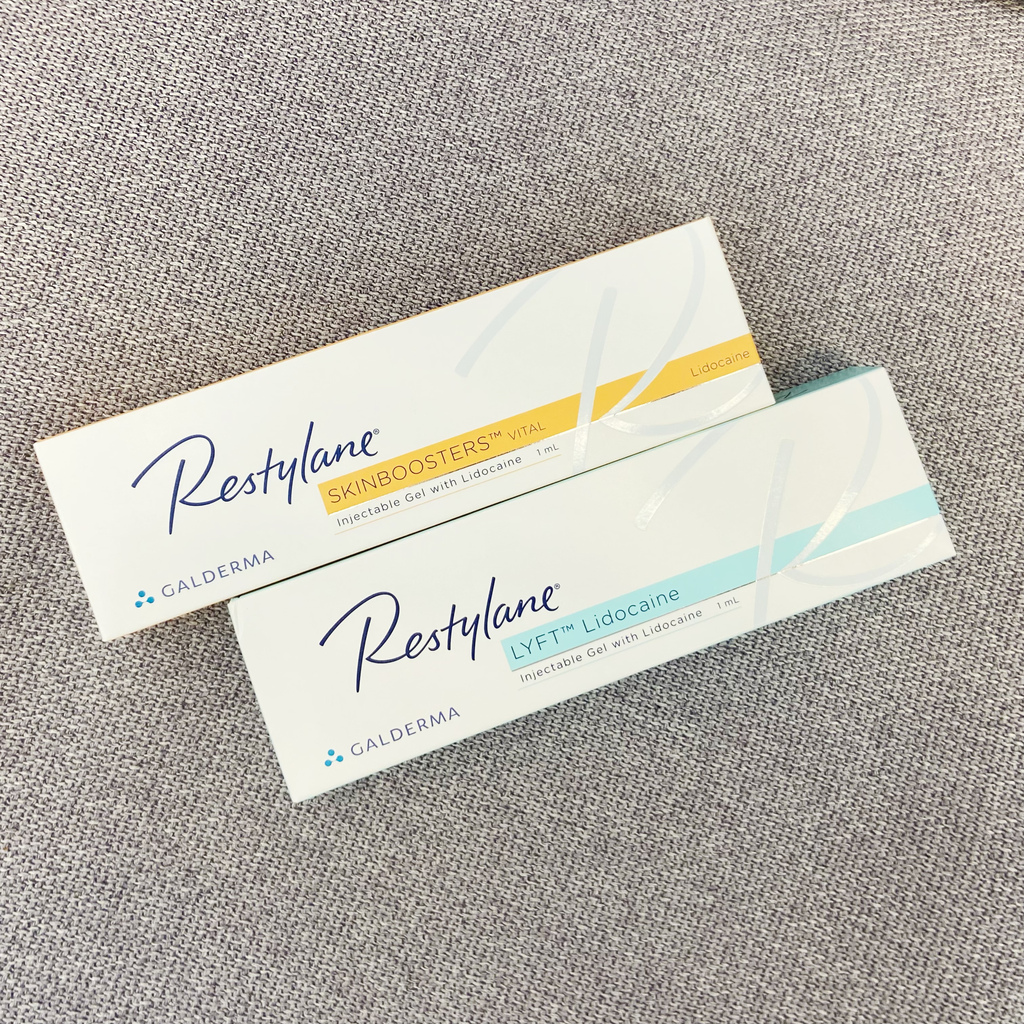 Restylane®
SKINBOOSTERS™ VITAL
Lidocaine
Injectable Gel with Lidocaine 1 mL
GALDERMA
Restylane®
LYFT™ Lidocaine
Injectable Gel with Lidocaine 1 mL
GALDERMA